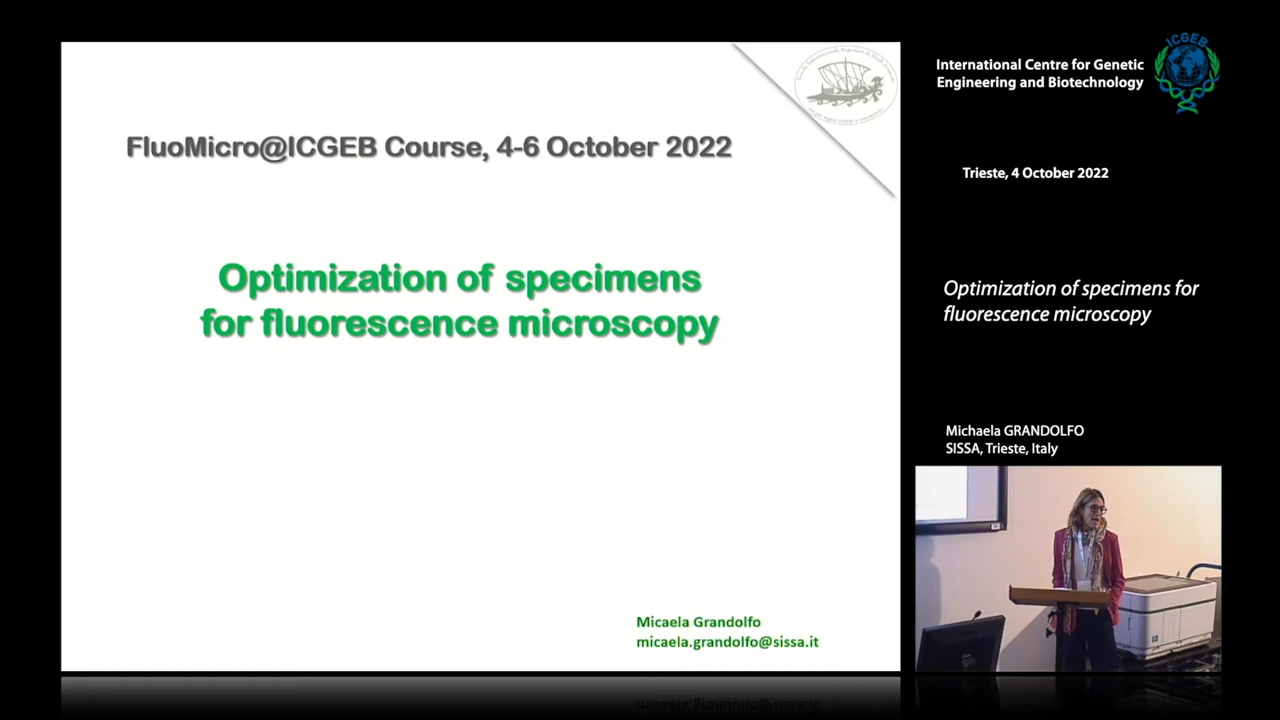 FluoMicro@ICGEB Course, 4-6 October 2022
Optimization of specimens
for fluorescence microscopy
Micaela Grandolfo
micaela.grandolfo@sissa.it
ICGEB
International Centre for Genetic
Engineering and Biotechnology
Trieste, 4 October 2022
Optimization of specimens for
fluorescence microscopy
Michaela GRANDOLFO
SISSA, Trieste, Italy